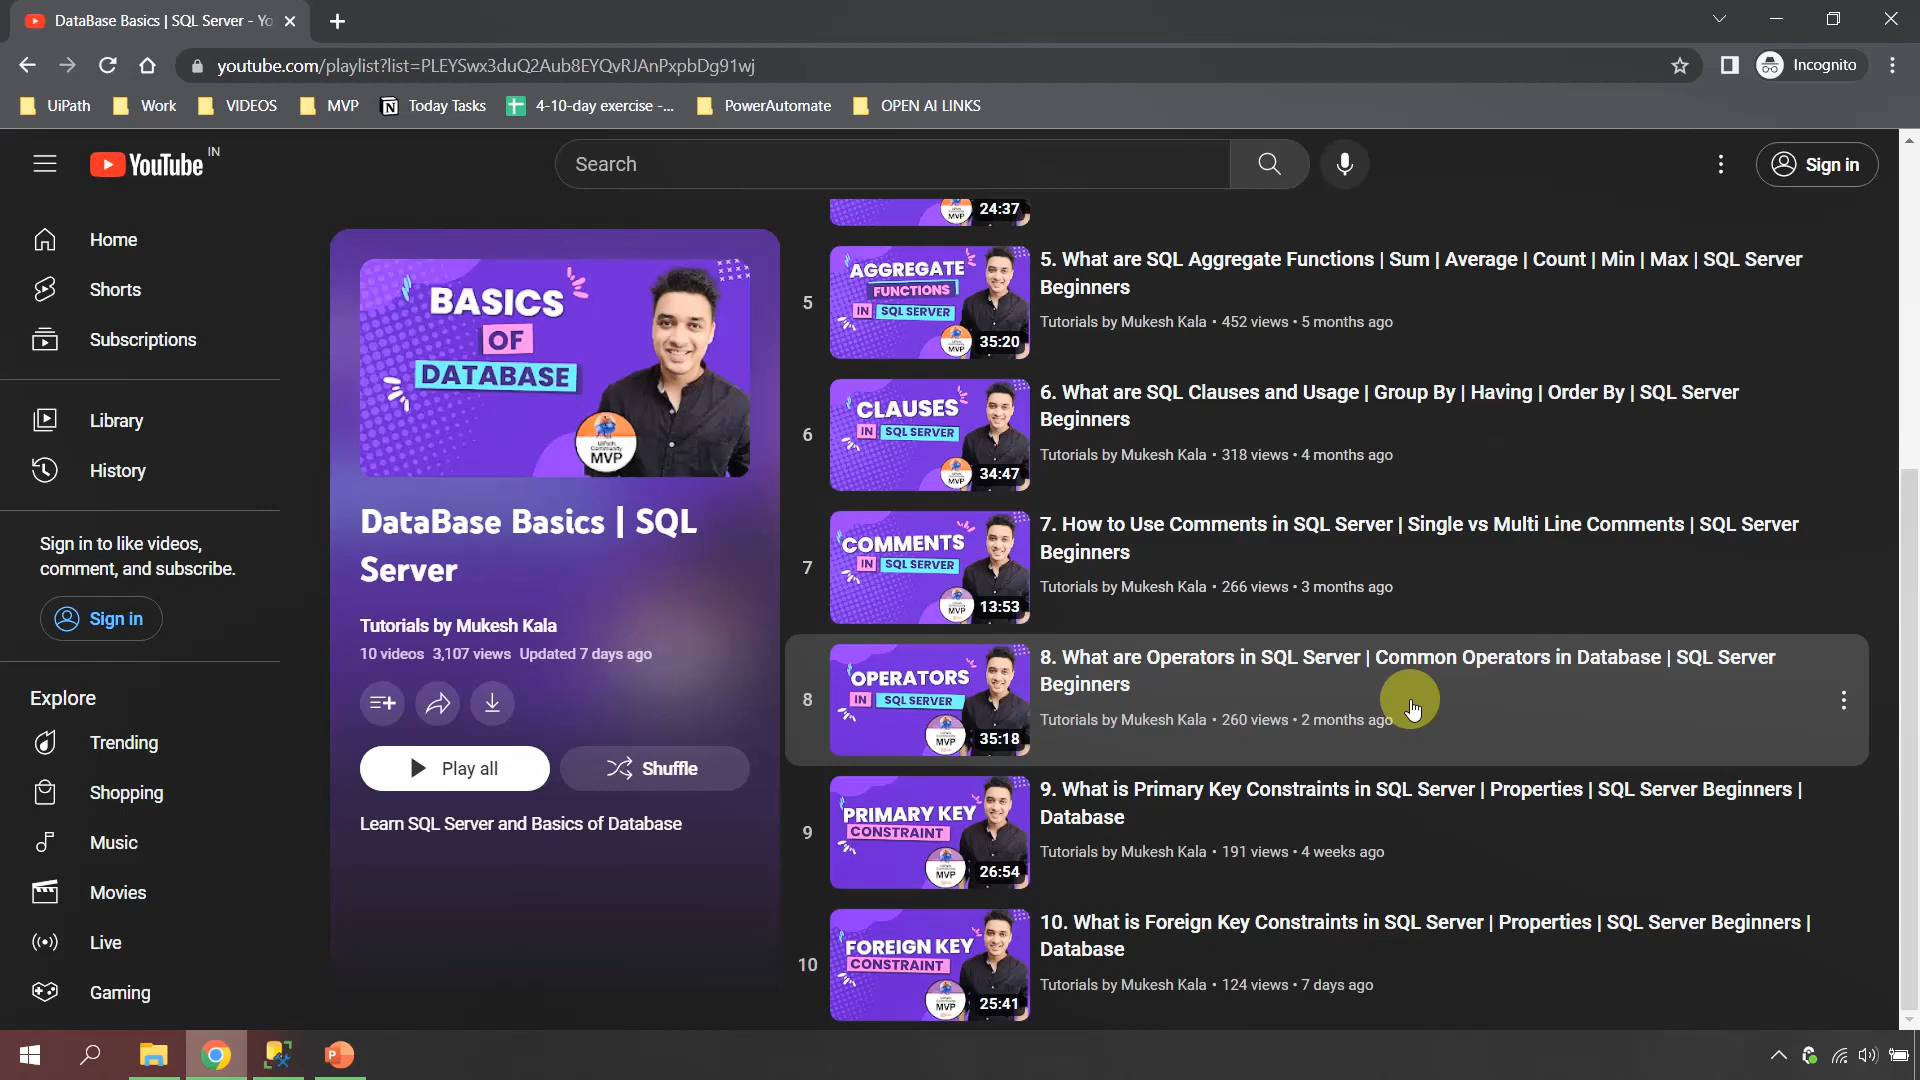 DataBase Basics | SQL Server - Yo
youtube.com/playlist?list=PLEYSwx3duQ2Aub8EYQvRJAnPxpbDg91wj
Incognito
UiPath
Work
VIDEOS
MVP
Today Tasks
4-10-day exercise -...
PowerAutomate
OPEN AI LINKS
YouTube IN
Search
Sign in
Home
Shorts
Subscriptions
Library
History
Sign in to like videos,
comment, and subscribe.
Sign in
Explore
Trending
Shopping
Music
Movies
Live
Gaming
BASICS
OF
DATABASE
UiPath
Community
MVP
DataBase Basics | SQL
Server
Tutorials by Mukesh Kala
10 videos 3,107 views Updated 7 days ago
Play all
Shuffle
Learn SQL Server and Basics of Database
MVP
24:37
5
AGGREGATE
FUNCTIONS
IN SQL SERVER
MVP
35:20
5. What are SQL Aggregate Functions | Sum | Average | Count | Min | Max | SQL Server
Beginners
Tutorials by Mukesh Kala • 452 views • 5 months ago
6
CLAUSES
IN SQL SERVER
MVP
34:47
6. What are SQL Clauses and Usage | Group By | Having | Order By | SQL Server
Beginners
Tutorials by Mukesh Kala • 318 views • 4 months ago
7
COMMENTS
IN SQL SERVER
MVP
13:53
7. How to Use Comments in SQL Server | Single vs Multi Line Comments | SQL Server
Beginners
Tutorials by Mukesh Kala • 266 views • 3 months ago
8
OPERATORS
IN SQL SERVER
MVP
35:18
8. What are Operators in SQL Server | Common Operators in Database | SQL Server
Beginners
Tutorials by Mukesh Kala • 260 views • 2 months ago
9
PRIMARY KEY
CONSTRAINT
MVP
26:54
9. What is Primary Key Constraints in SQL Server | Properties | SQL Server Beginners |
Database
Tutorials by Mukesh Kala • 191 views • 4 weeks ago
10
FOREIGN KEY
CONSTRAINT
MVP
25:41
10. What is Foreign Key Constraints in SQL Server | Properties | SQL Server Beginners |
Database
Tutorials by Mukesh Kala • 124 views • 7 days ago